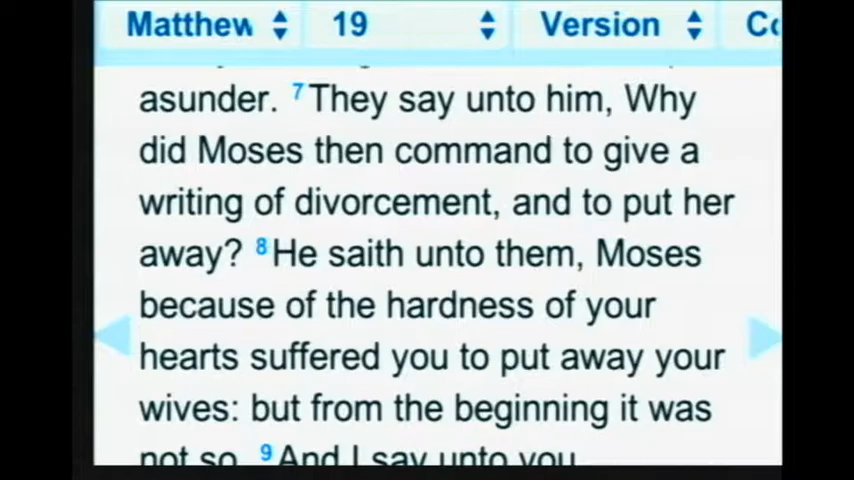 Matthew 19 Version
asunder. 7 They say unto him, Why
did Moses then command to give a
writing of divorcement, and to put her
away? 8 He saith unto them, Moses
because of the hardness of your
hearts suffered you to put away your
wives: but from the beginning it was
not so. 9 And I say unto you,